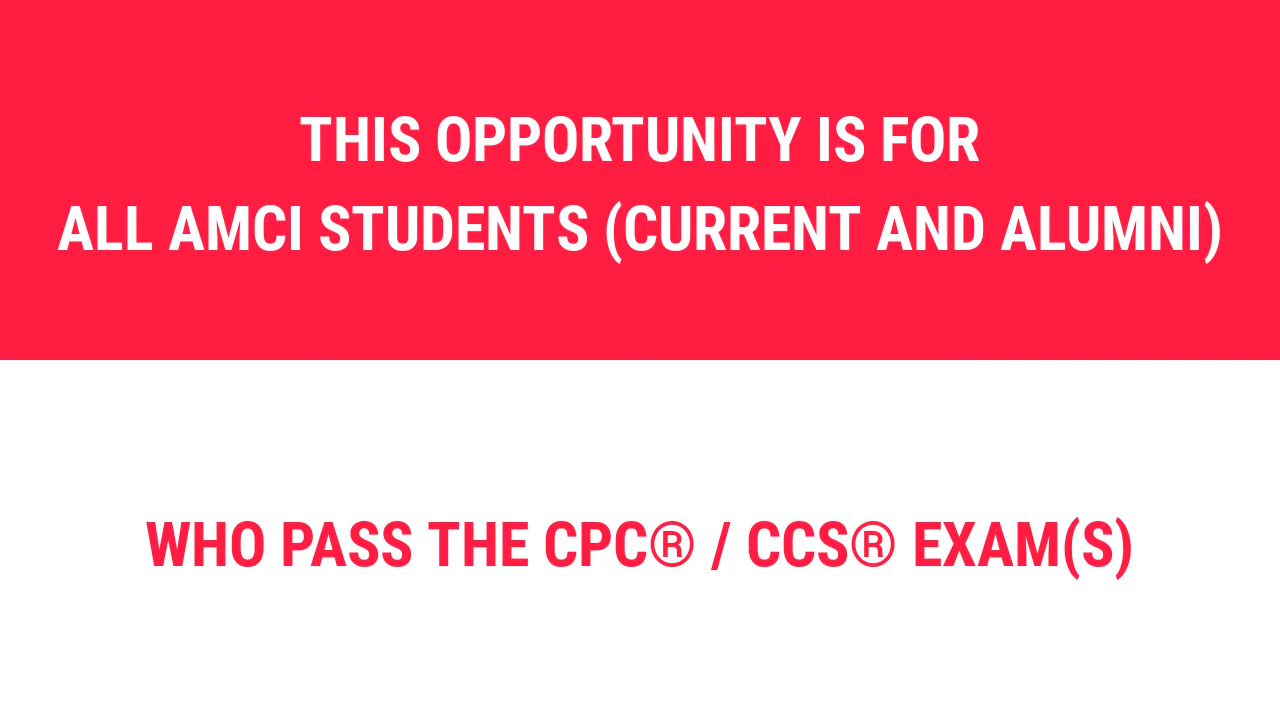 THIS OPPORTUNITY IS FOR
ALL AMCI STUDENTS (CURRENT AND ALUMNI)
WHO PASS THE CPC® / CCS® EXAM(S)